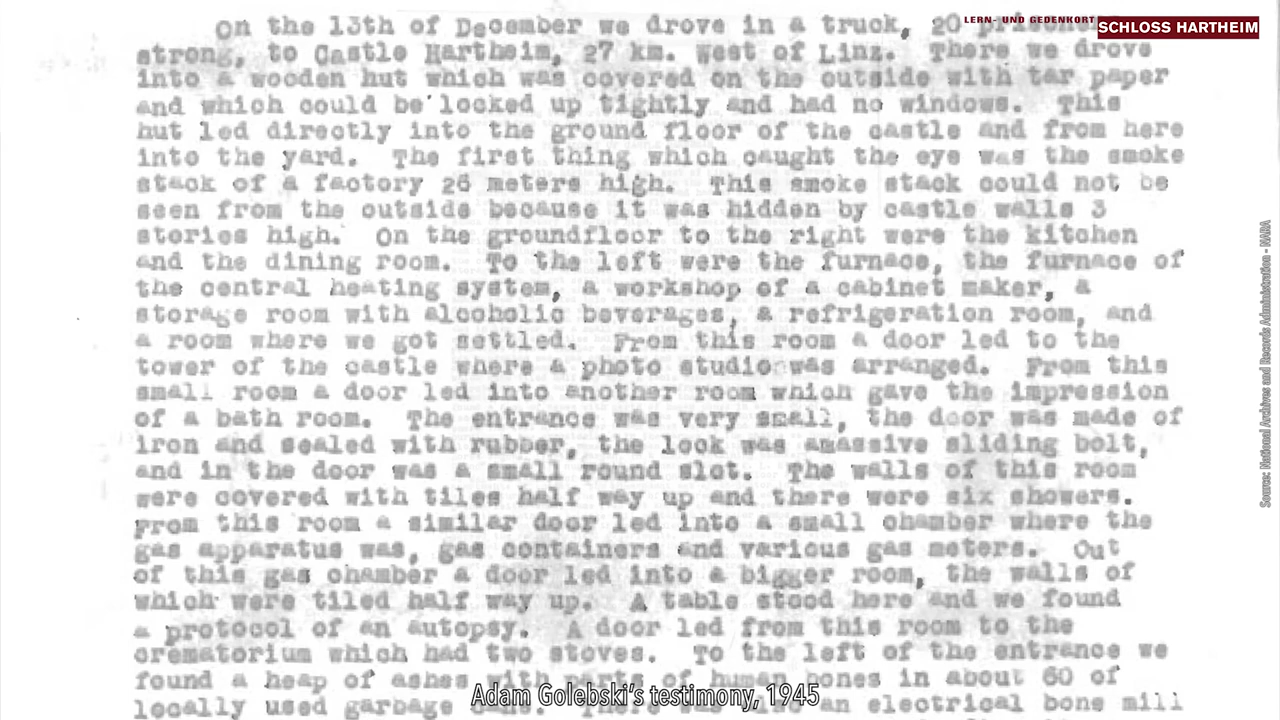 On the 13th of December we drove in a truck, 20
LERN- UND GEDENKORT SCHLOSS HARTHEIM
strong, to Castle Hartheim, 27 km. west of Linz. There we drove
into a wooden hut which was covered on the outside with tar paper
and which could be locked up tightly and had no windows. This
hut led directly into the ground floor of the castle and from here
into the yard. The first thing which caught the eye was the smoke
stack of a factory 26 meters high. This smoke stack could not be
seen from the outside because it was hidden by castle walls 3
stories high. On the groundfloor to the right were the kitchen
and the dining room. To the left were the furnace, the furnace of
the central heating system, a workshop of a cabinet maker, a
storage room with alcoholic beverages, a refrigeration room, and
a room where we got settled. From this room a door led to the
tower of the castle where a photo studio was arranged. From this
small room a door led into another room which gave the impression
of a bath room. The entrance was very small, the door was made of
iron and sealed with rubber, the lock was amassive sliding bolt,
and in the door was a small round slot. The walls of this room
were covered with tiles half way up and there were six showers.
From this room a similar door led into a small chamber where the
gas apparatus was, gas containers and various gas meters. Out
of this gas chamber a door led into a bigger room, the walls of
which were tiled half way up. A table stood here and we found
a protocol of an autopsy. A door led from this room to the
crematorium which had two stoves. To the left of the entrance we
found a heap of ashes with parts of human bones in about 60 of
locally used garbage cans. There was also an electrical bone mill
Adam Golebski's testimony, 1945
Source: National Archives and Records Administration - NARA